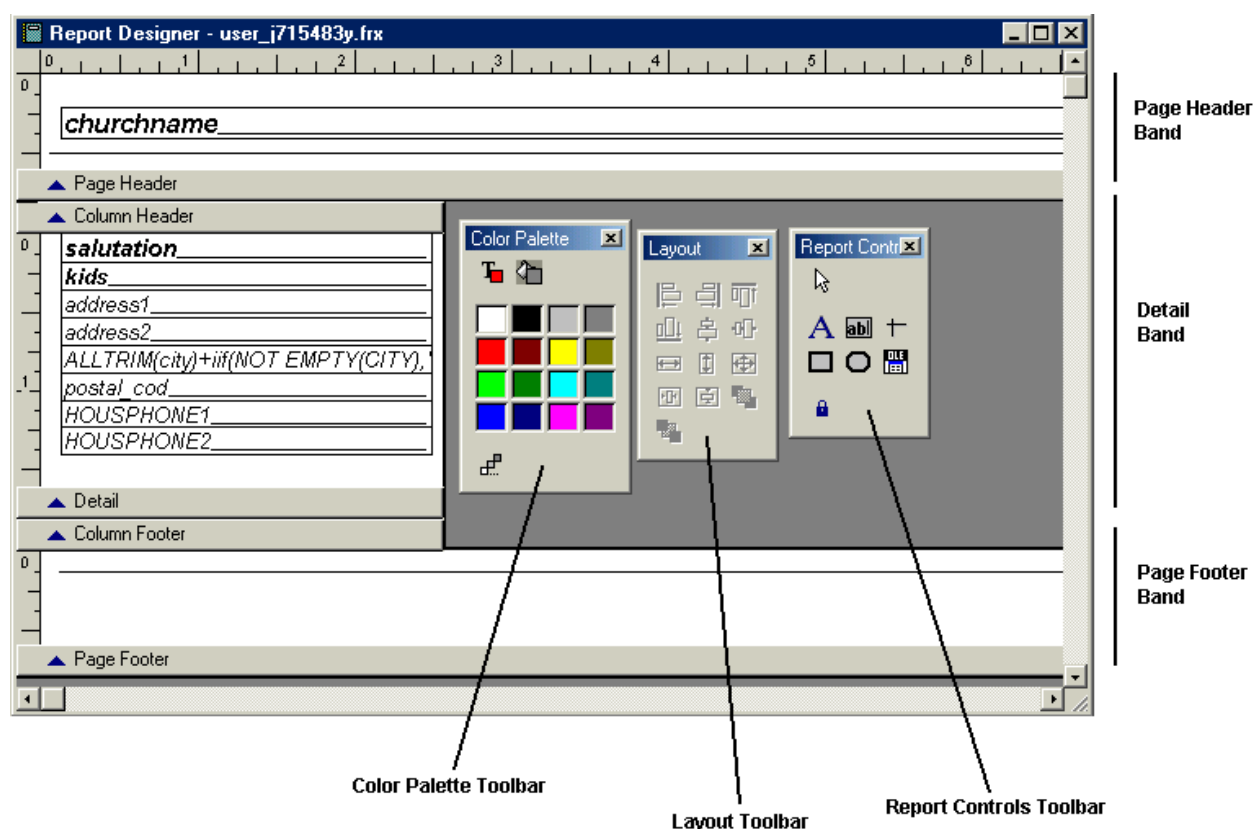 Report Designer - user_j715483y.frx
0 1 2 3 4 5 6
0
churchname
Page Header
Column Header
0
salutation
kids
address1
address2
ALLTRIM(city)+iif(NOT EMPTY(CITY),'
1
postal_cod
HOUSPHONE1
HOUSPHONE2
Detail
Column Footer
0
Page Footer
Color Palette
T
Layout
Report Contr
A abl
OLE
Page Header
Band
Detail
Band
Page Footer
Band
Color Palette Toolbar
Layout Toolbar
Report Controls Toolbar